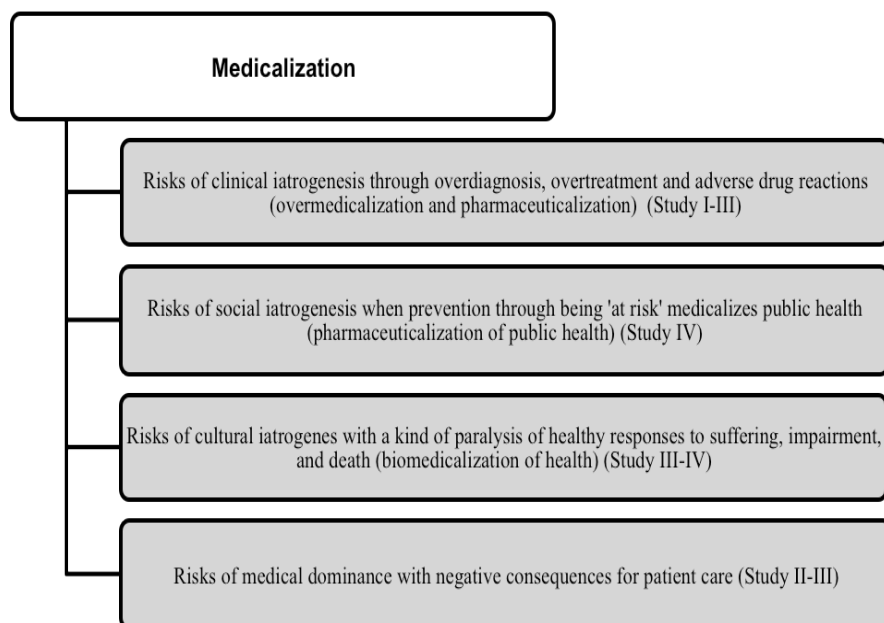 Medicalization
Risks of clinical iatrogenesis through overdiagnosis, overtreatment and adverse drug reactions
(overmedicalization and pharmaceuticalization) (Study I-III)
Risks of social iatrogenesis when prevention through being 'at risk' medicalizes public health
(pharmaceuticalization of public health) (Study IV)
Risks of cultural iatrogenes with a kind of paralysis of healthy responses to suffering, impairment,
and death (biomedicalization of health) (Study III-IV)
Risks of medical dominance with negative consequences for patient care (Study II-III)